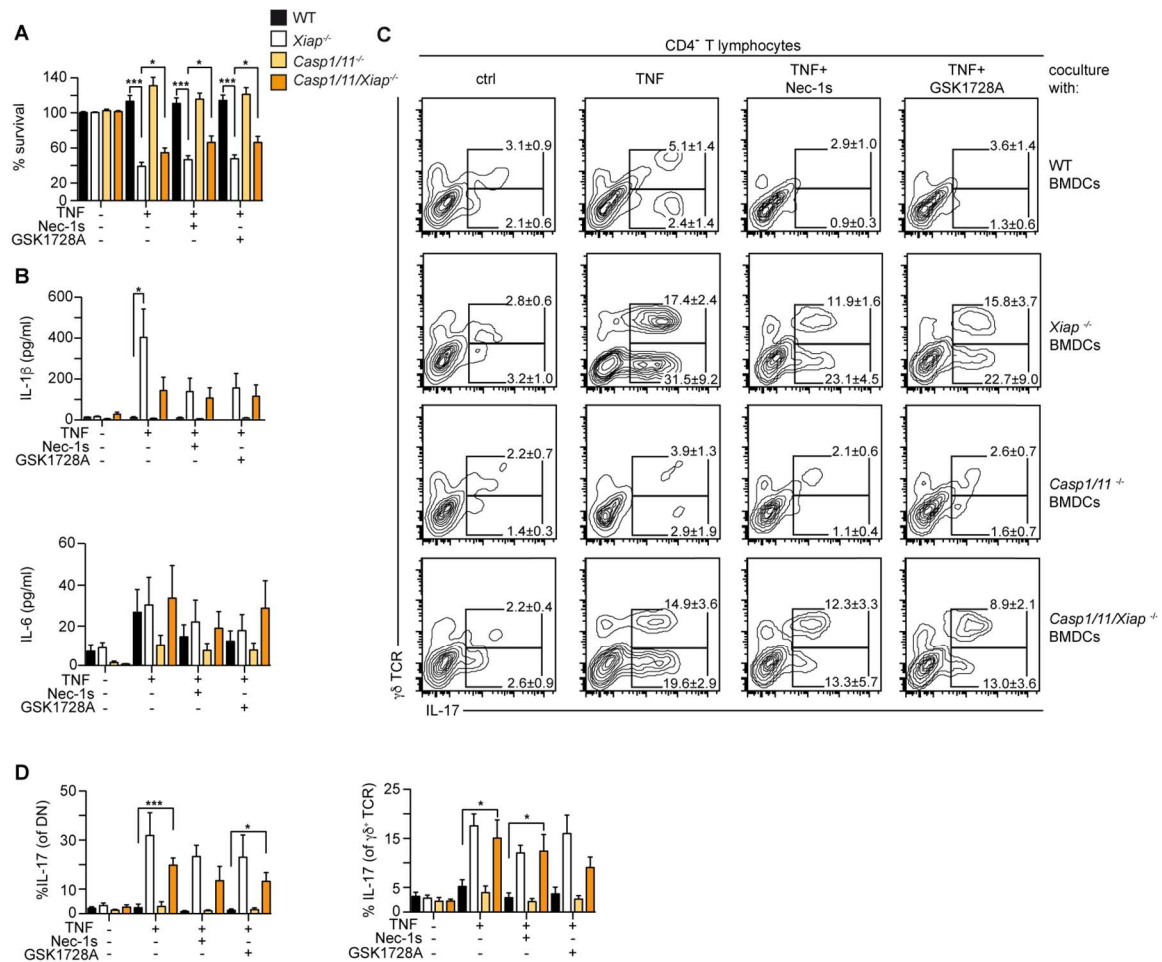 A
WT
Xiap-/-
Casp1/11-/-
Casp1/11/Xiap-/-
% survival
140
100
80
60
40
20
0
*** * *** * *** *
TNF - + + +
Nec-1s - - + -
GSK1728A - - - +
B
IL-1β (pg/ml)
600
400
200
0
*
TNF - + + +
Nec-1s - - + -
GSK1728A - - - +
IL-6 (pg/ml)
60
40
20
0
TNF - + + +
Nec-1s - - + -
GSK1728A - - - +
C
CD4- T lymphocytes
ctrl
TNF
TNF+
Nec-1s
TNF+
GSK1728A
coculture
with:
3.1±0.9
2.1±0.6
5.1±1.4
2.4±1.4
2.9±1.0
0.9±0.3
3.6±1.4
1.3±0.6
WT
BMDCs
2.8±0.6
3.2±1.0
17.4±2.4
31.5±9.2
11.9±1.6
23.1±4.5
15.8±3.7
22.7±9.0
Xiap -/-
BMDCs
2.2±0.7
1.4±0.3
3.9±1.3
2.9±1.9
2.1±0.6
1.1±0.4
2.6±0.7
1.6±0.7
Casp1/11 -/-
BMDCs
2.2±0.4
2.6±0.9
14.9±3.6
19.6±2.9
12.3±3.3
13.3±5.7
8.9±2.1
13.0±3.6
Casp1/11/Xiap -/-
BMDCs
γδ TCR
IL-17
D
%IL-17 (of DN)
50
30
10
0
*** *
TNF - + + +
Nec-1s - - + -
GSK1728A - - - +
% IL-17 (of γδ+ TCR)
25
15
10
5
0
* *
TNF - + + +
Nec-1s - - + -
GSK1728A - - - +